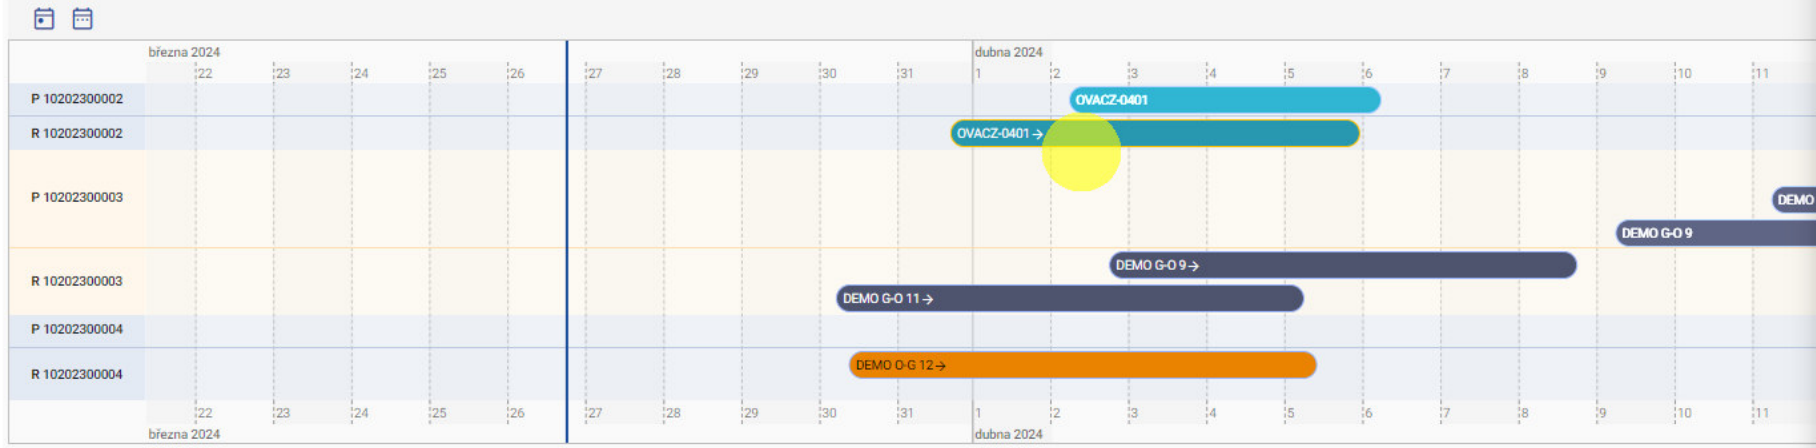 března 2024 dubna 2024
22 23 24 25 26 27 28 29 30 31 1 2 3 4 5 6 7 8 9 10 11
P 10202300002 OVACZ-0401
R 10202300002 OVACZ-0401→
P 10202300003 DEMO
DEMO G-O 9
R 10202300003 DEMO G-O 9→
DEMO G-O 11→
P 10202300004
R 10202300004 DEMO O-G 12→
22 23 24 25 26 27 28 29 30 31 1 2 3 4 5 6 7 8 9 10 11
března 2024 dubna 2024